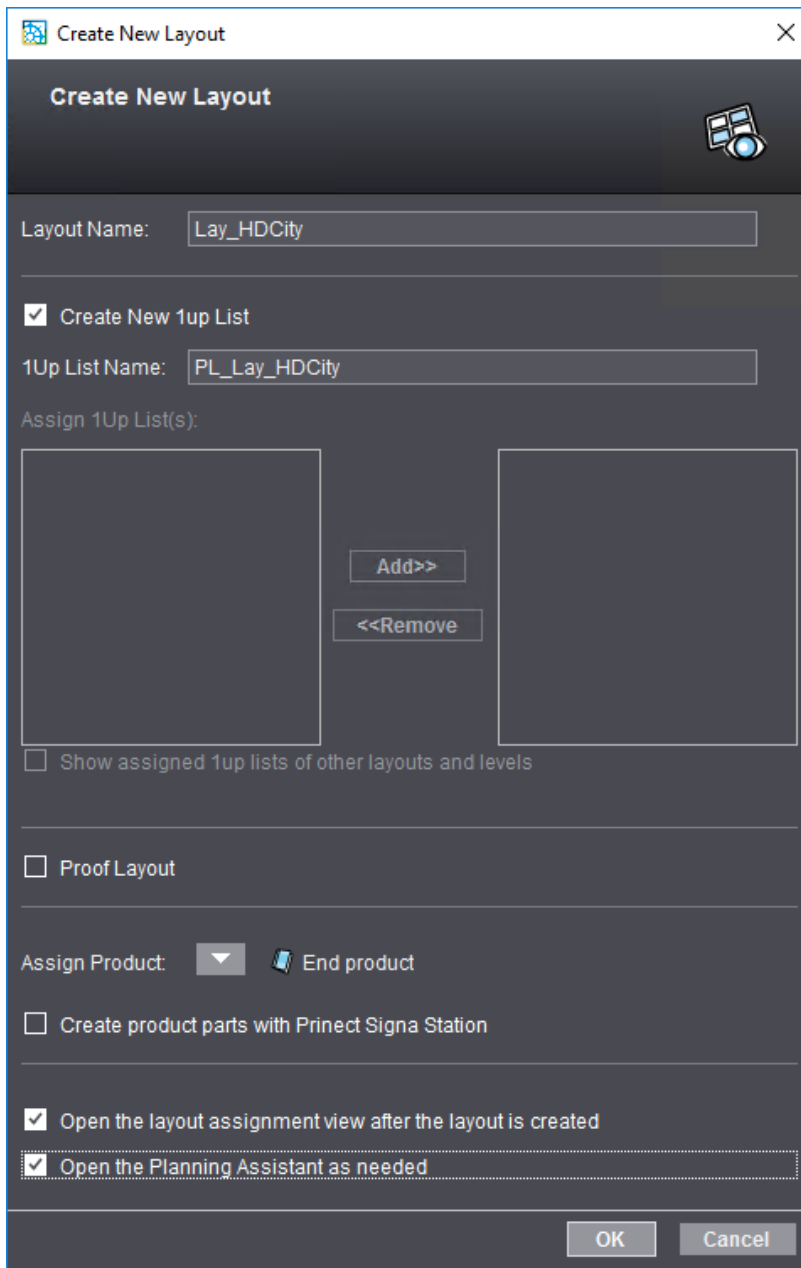 Create New Layout
Create New Layout
Layout Name: Lay_HDCity
Create New 1up List
1Up List Name: PL_Lay_HDCity
Assign 1Up List(s):
Add>>
<<Remove
Show assigned 1up lists of other layouts and levels
Proof Layout
Assign Product: End product
Create product parts with Prinect Signa Station
Open the layout assignment view after the layout is created
Open the Planning Assistant as needed
OK Cancel